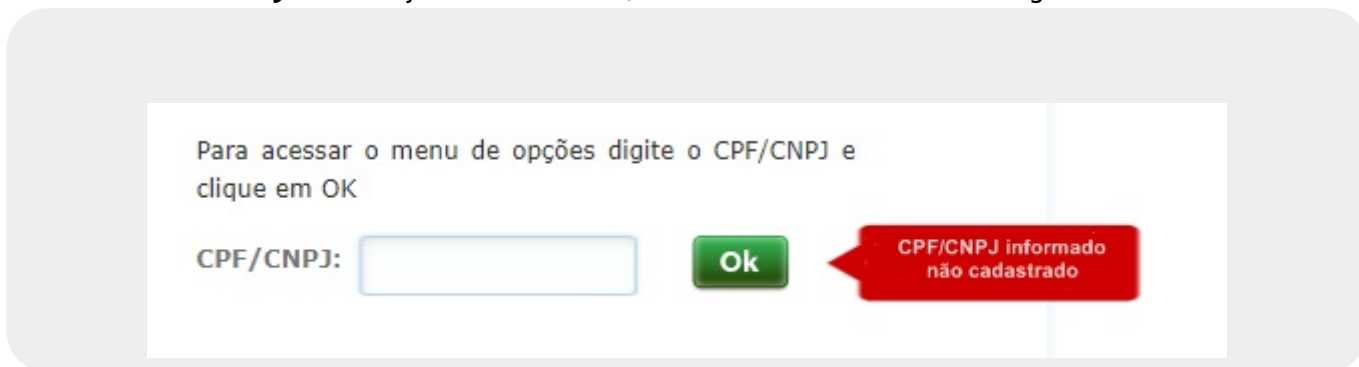 Para acessar o menu de opções digite o CPF/CNPJ e
clique em OK
CPF/CNPJ:
Ok
CPF/CNPJ informado
não cadastrado